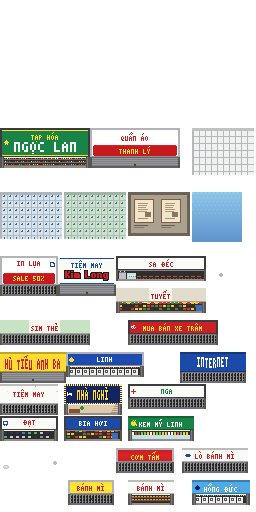 TẠP HÓA
NGỌC LAN
QUẦN ÁO
THANH LÝ
IN LỤA
SALE 50%
TIỆM MAY
Kim Long
SA ĐÉC
TUYẾT
SIM THẺ
MUA BÁN XE TRẦM
HỦ TIẾU ANH BA
LINH
INTERNET
TIỆM MAY
NHÀ NGHỈ
NGA
ĐẠT
BIA HƠI
KEM MỸ LINH
CƠM TẤM
LÒ BÁNH MÌ
BÁNH MÌ
BÁNH MÌ
HỒNG ĐỨC